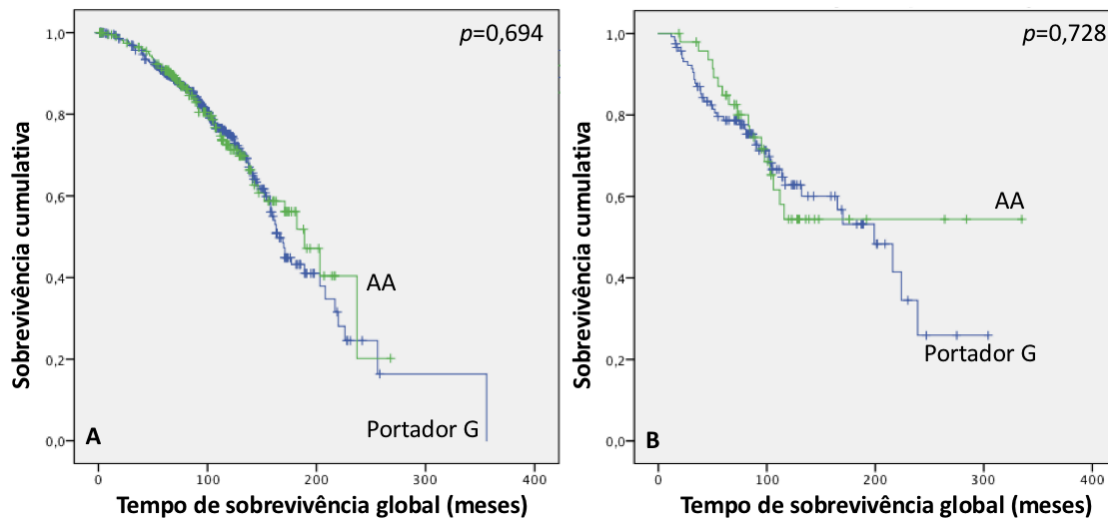 p=0,694
Sobrevivência cumulativa
1,0
0,8
0,6
0,4
0,2
0,0
AA
Portador G
A
0
100
200
300
400
Tempo de sobrevivência global (meses)
p=0,728
Sobrevivência cumulativa
1,0
0,8
0,6
0,4
0,2
0,0
AA
Portador G
B
0
100
200
300
400
Tempo de sobrevivência global (meses)